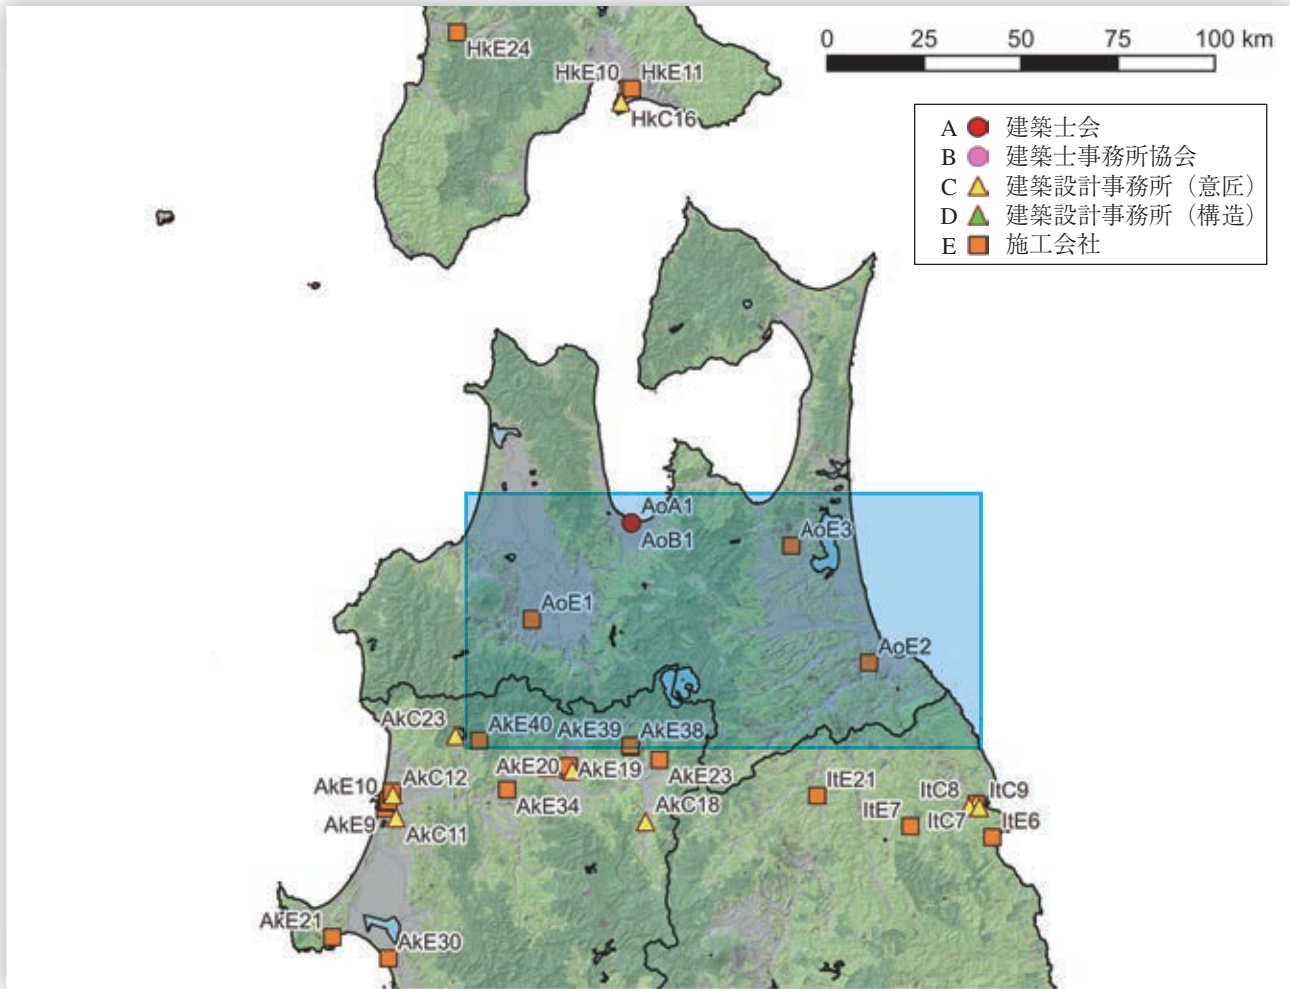 0 25 50 75 100 km
A 建築士会
B 建築士事務所協会
C 建築設計事務所（意匠）
D 建築設計事務所（構造）
E 施工会社
HkE24
HkE10 HkE11
HkC16
AoA1
AoB1
AoE3
AoE1
AoE2
AkC23
AkE40 AkE39 AkE38
AkE20 AkE19 AkE23
AkE10 AkC12
AkE34
AkC18
AkE9
AkC11
ItE21
ItC8 ItC9
ItE7 ItC7 ItE6
AkE21
AkE30